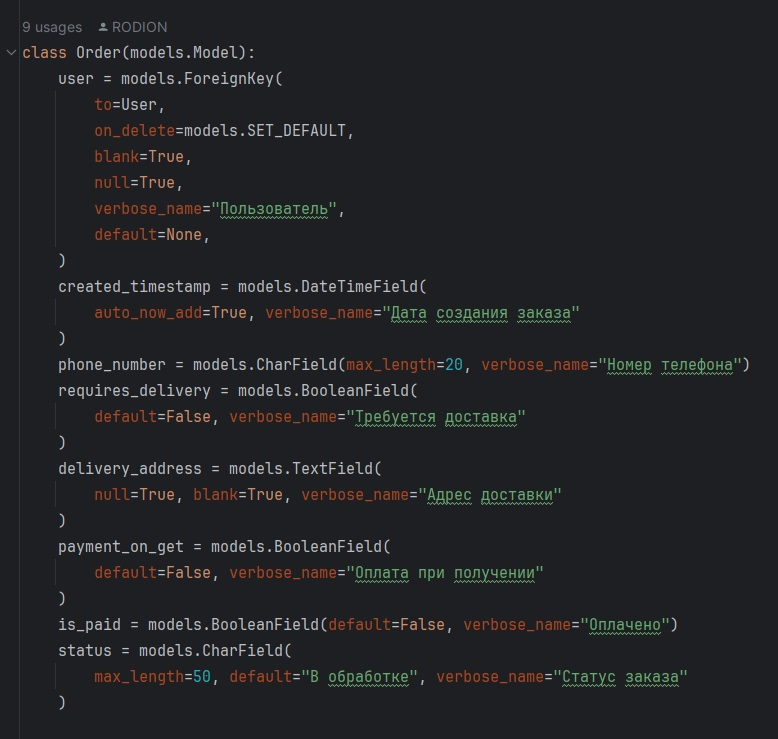 9 usages RODION
class Order(models.Model):
user = models.ForeignKey(
to=User,
on_delete=models.SET_DEFAULT,
blank=True,
null=True,
verbose_name="Пользователь",
default=None,
)
created_timestamp = models.DateTimeField(
auto_now_add=True, verbose_name="Дата создания заказа"
)
phone_number = models.CharField(max_length=20, verbose_name="Номер телефона")
requires_delivery = models.BooleanField(
default=False, verbose_name="Требуется доставка"
)
delivery_address = models.TextField(
null=True, blank=True, verbose_name="Адрес доставки"
)
payment_on_get = models.BooleanField(
default=False, verbose_name="Оплата при получении"
)
is_paid = models.BooleanField(default=False, verbose_name="Оплачено")
status = models.CharField(
max_length=50, default="В обработке", verbose_name="Статус заказа"
)